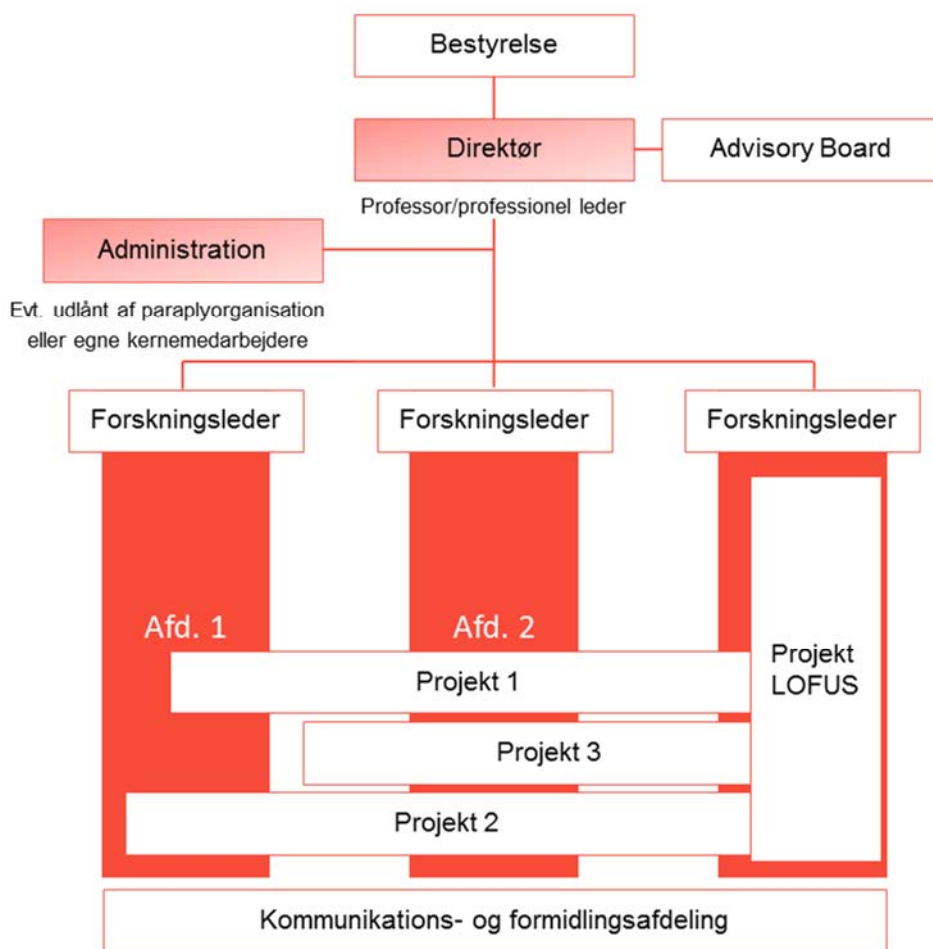 Bestyrelse
Direktør
Advisory Board
Professor/professionel leder
Administration
Evt. udlånt af paraplyorganisation
eller egne kernemedarbejdere
Forskningsleder
Forskningsleder
Forskningsleder
Afd. 1
Afd. 2
Projekt
LOFUS
Projekt 1
Projekt 3
Projekt 2
Kommunikations- og formidlingsafdeling